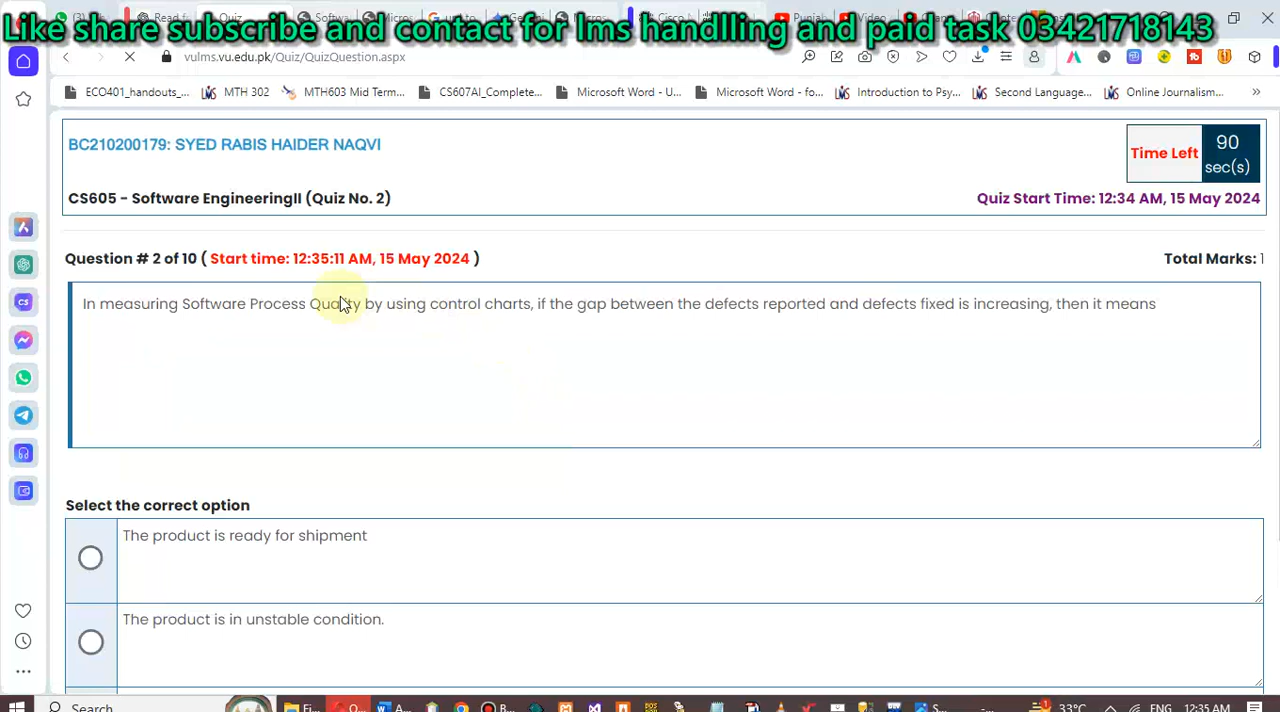 Like share subscribe and contact for lms handlling and paid task 03421718143
vulms.vu.edu.pk/Quiz/QuizQuestion.aspx
ECO401_handouts_...
MTH 302
MTH603 Mid Term...
CS607AI_Complete...
Microsoft Word - U...
Microsoft Word - fo...
Introduction to Psy...
Second Language...
Online Journalism...
»
BC210200179: SYED RABIS HAIDER NAQVI
Time Left
90
sec(s)
CS605 - Software EngineeringII (Quiz No. 2)
Quiz Start Time: 12:34 AM, 15 May 2024
Question # 2 of 10 ( Start time: 12:35:11 AM, 15 May 2024 )
Total Marks: 1
In measuring Software Process Quality by using control charts, if the gap between the defects reported and defects fixed is increasing, then it means
Select the correct option
The product is ready for shipment
The product is in unstable condition.
Search
33°C
ENG
12:35 AM